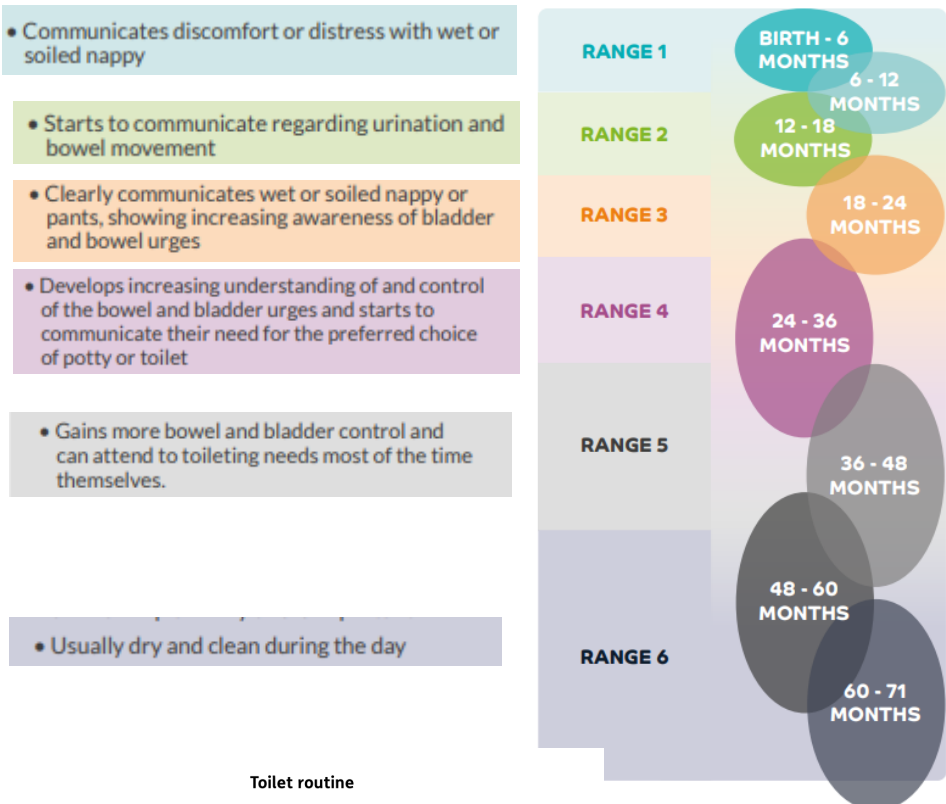 • Communicates discomfort or distress with wet or
soiled nappy
• Starts to communicate regarding urination and
bowel movement
• Clearly communicates wet or soiled nappy or
pants, showing increasing awareness of bladder
and bowel urges
• Develops increasing understanding of and control
of the bowel and bladder urges and starts to
communicate their need for the preferred choice
of potty or toilet
• Gains more bowel and bladder control and
can attend to toileting needs most of the time
themselves.
• Usually dry and clean during the day
Toilet routine
RANGE 1
RANGE 2
RANGE 3
RANGE 4
RANGE 5
RANGE 6
BIRTH - 6
MONTHS
6 - 12
MONTHS
12 - 18
MONTHS
18 - 24
MONTHS
24 - 36
MONTHS
36 - 48
MONTHS
48 - 60
MONTHS
60 - 71
MONTHS